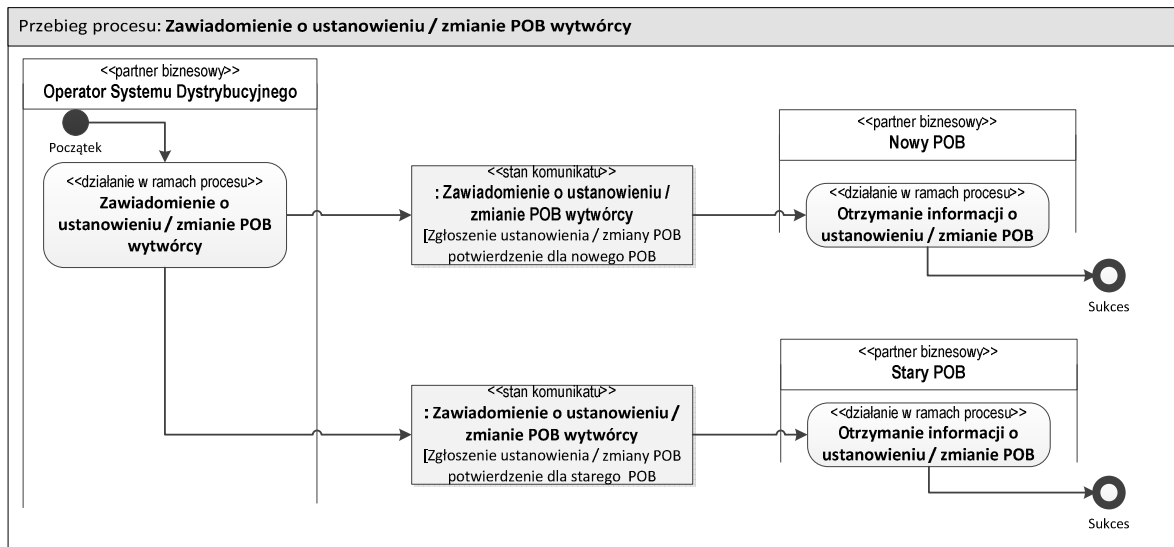 Przebieg procesu: Zawiadomienie o ustanowieniu / zmianie POB wytwórcy
<<partner biznesowy>>
Operator Systemu Dystrybucyjnego
Początek
<<działanie w ramach procesu>>
Zawiadomienie o
ustanowieniu / zmianie POB
wytwórcy
<<stan komunikatu>>
: Zawiadomienie o ustanowieniu /
zmianie POB wytwórcy
[Zgłoszenie ustanowienia / zmiany POB
potwierdzenie dla nowego POB
<<partner biznesowy>>
Nowy POB
<<działanie w ramach procesu>>
Otrzymanie informacji o
ustanowieniu / zmianie POB
Sukces
<<stan komunikatu>>
: Zawiadomienie o ustanowieniu /
zmianie POB wytwórcy
[Zgłoszenie ustanowienia / zmiany POB
potwierdzenie dla starego POB
<<partner biznesowy>>
Stary POB
<<działanie w ramach procesu>>
Otrzymanie informacji o
ustanowieniu / zmianie POB
Sukces